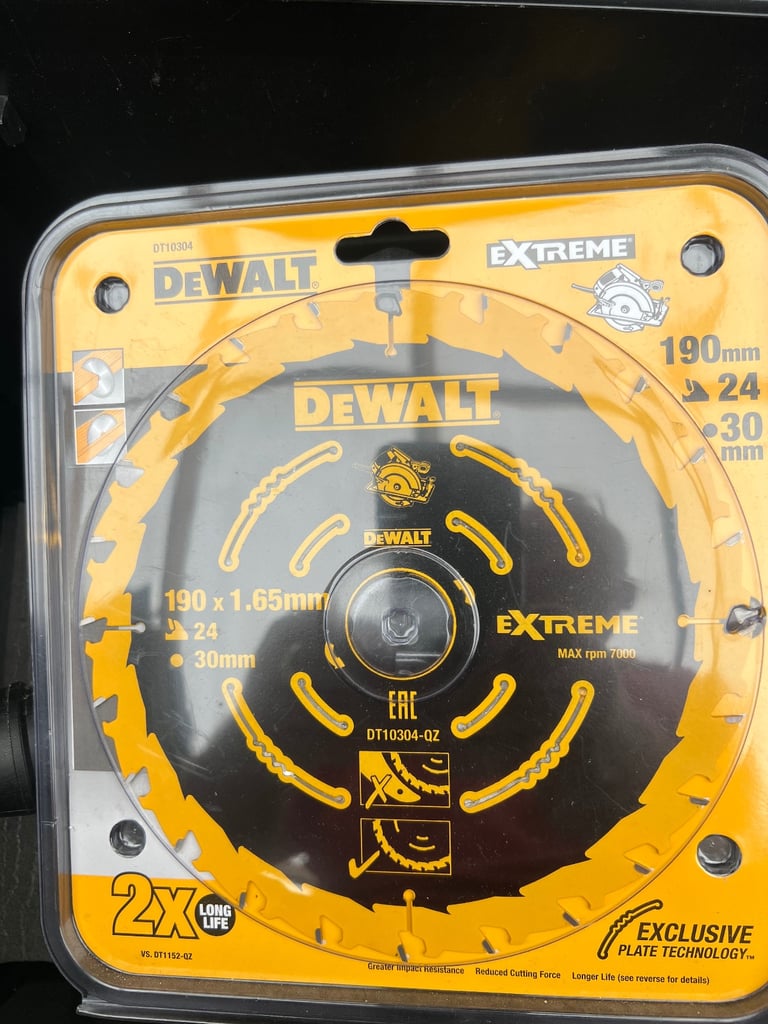 DT10304
DEWALT®
EXTREME®
190mm
24
30
mm
DEWALT®
DEWALT
190 x 1.65mm
24
30mm
EXTREME
MAX rpm 7000
EAC
DT10304-QZ
2X
LONG
LIFE
VS. DT1152-QZ
EXCLUSIVE
PLATE TECHNOLOGY™
Greater Impact Resistance Reduced Cutting Force Longer Life (see reverse for details)